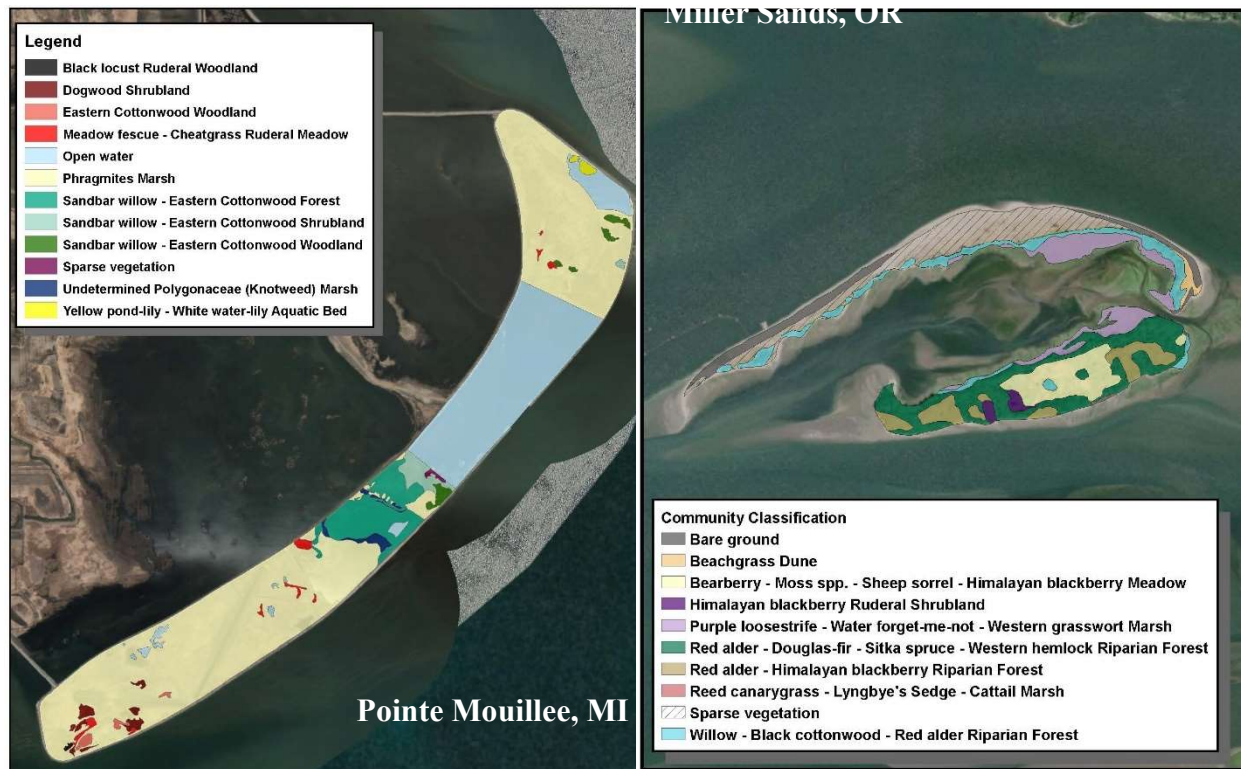 Legend
Black locust Ruderal Woodland
Dogwood Shrubland
Eastern Cottonwood Woodland
Meadow fescue - Cheatgrass Ruderal Meadow
Open water
Phragmites Marsh
Sandbar willow - Eastern Cottonwood Forest
Sandbar willow - Eastern Cottonwood Shrubland
Sandbar willow - Eastern Cottonwood Woodland
Sparse vegetation
Undetermined Polygonaceae (Knotweed) Marsh
Yellow pond-lily - White water-lily Aquatic Bed
Pointe Mouillee, MI
Miller Sands, OR
Community Classification
Bare ground
Beachgrass Dune
Bearberry - Moss spp. - Sheep sorrel - Himalayan blackberry Meadow
Himalayan blackberry Ruderal Shrubland
Purple loosestrife - Water forget-me-not - Western grasswort Marsh
Red alder - Douglas-fir - Sitka spruce - Western hemlock Riparian Forest
Red alder - Himalayan blackberry Riparian Forest
Reed canarygrass - Lyngbye's Sedge - Cattail Marsh
Sparse vegetation
Willow - Black cottonwood - Red alder Riparian Forest